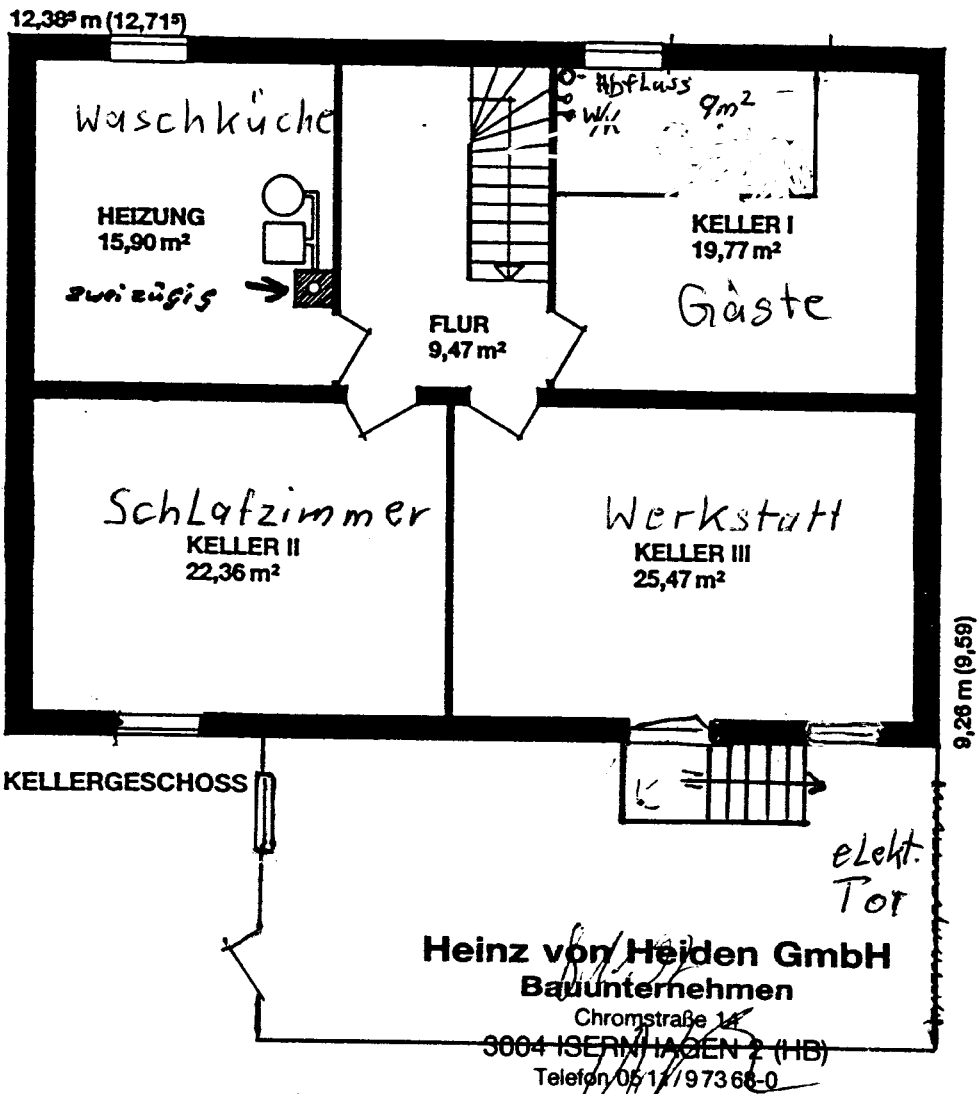 12,38⁵ m (12,71⁵)
Waschküche
HEIZUNG
15,90 m²
zweizügig
Abfluss
9m²
KELLER I
19,77 m²
Gäste
FLUR
9,47 m²
Schlafzimmer
KELLER II
22,36 m²
Werkstatt
KELLER III
25,47 m²
9,26 m (9,59)
KELLERGESCHOSS
K
elekt.
Tor
Heinz von Heiden GmbH
Bauunternehmen
Chromstraße 14
3004 ISERNHAGEN 2 (HB)
Telefon 05 11/9 73 68-0